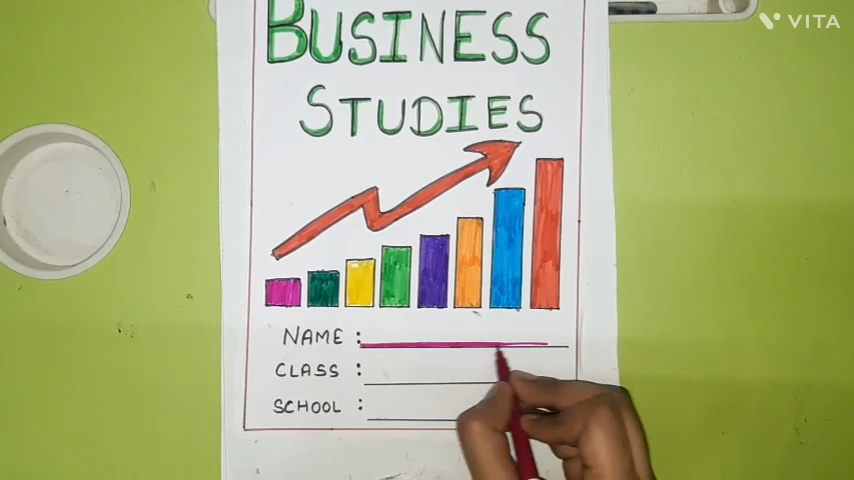 BUSINESS
STUDIES
NAME :
CLASS :
SCHOOL :
VITA